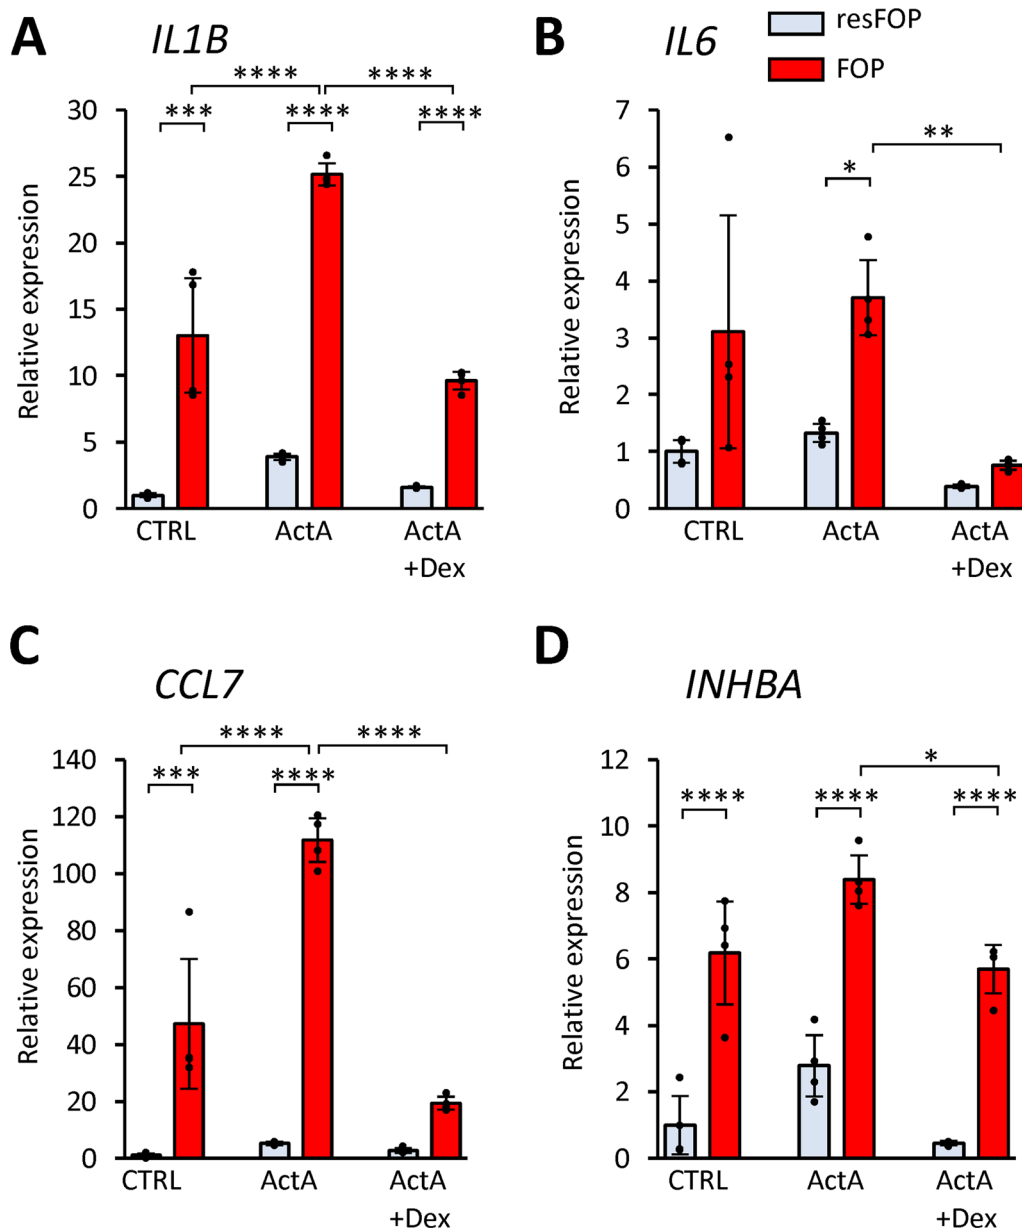 A
IL1B
**** ****
*** **** ****
30
25
20
15
10
5
0
Relative expression
CTRL ActA ActA
+Dex
B
IL6
resFOP
FOP
**
*
7
6
5
4
3
2
1
0
Relative expression
CTRL ActA ActA
+Dex
C
CCL7
**** ****
*** ****
140
120
100
80
60
40
20
0
Relative expression
CTRL ActA ActA
+Dex
D
INHBA
*
**** **** ****
12
10
8
6
4
2
0
Relative expression
CTRL ActA ActA
+Dex